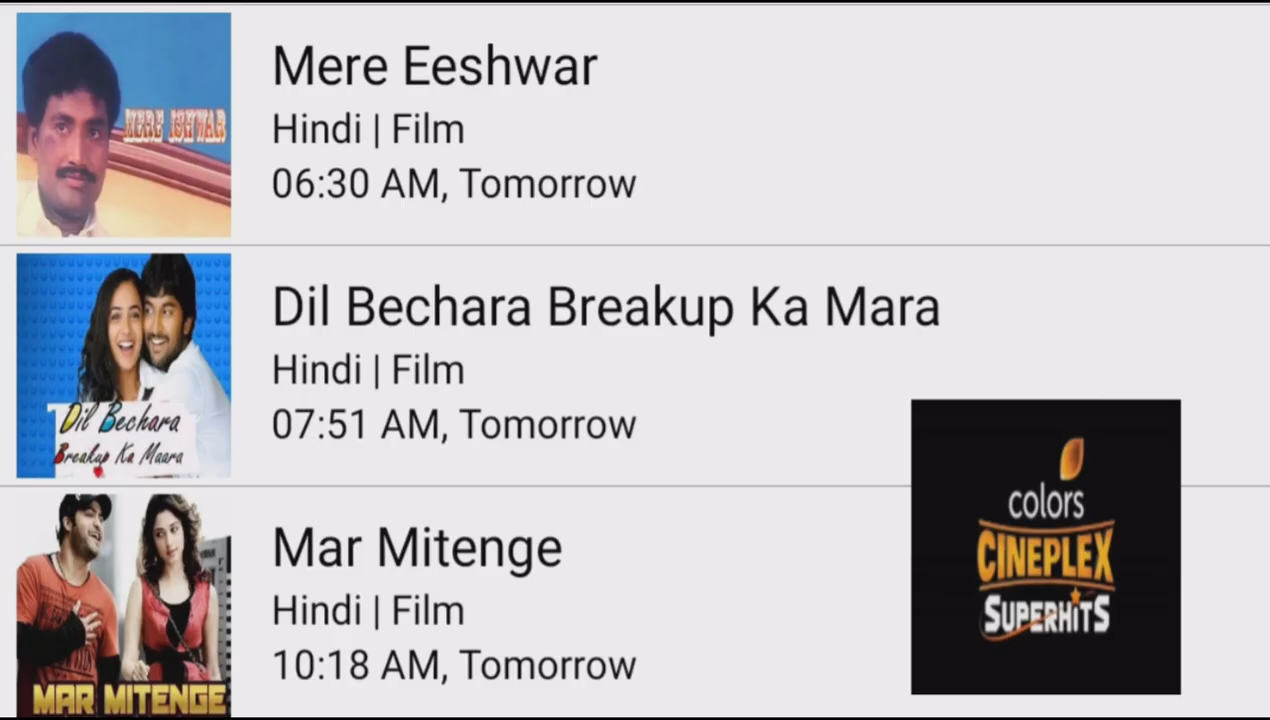 MERE ISHWAR
Mere Eeshwar
Hindi | Film
06:30 AM, Tomorrow
Dil Bechara
Breakup Ka Maara
Dil Bechara Breakup Ka Mara
Hindi | Film
07:51 AM, Tomorrow
MAR MITENGE
Mar Mitenge
Hindi | Film
10:18 AM, Tomorrow
colors
CINEPLEX
SUPERHITS